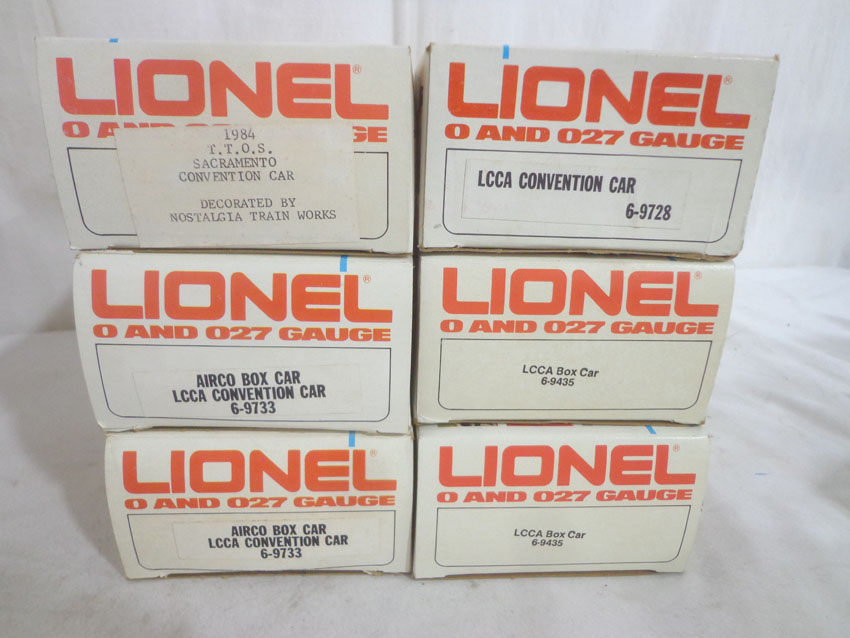 LIONEL®
O AND 027 GAUGE
1984
T.T.O.S.
SACRAMENTO
CONVENTION CAR
DECORATED BY
NOSTALGIA TRAIN WORKS
LIONEL®
O AND 027 GAUGE
LCCA CONVENTION CAR
6-9728
LIONEL®
O AND 027 GAUGE
AIRCO BOX CAR
LCCA CONVENTION CAR
6-9733
LIONEL®
O AND 027 GAUGE
LCCA Box Car
6-9435
LIONEL®
O AND 027 GAUGE
AIRCO BOX CAR
LCCA CONVENTION CAR
6-9733
LIONEL®
O AND 027 GAUGE
LCCA Box Car
6-9435